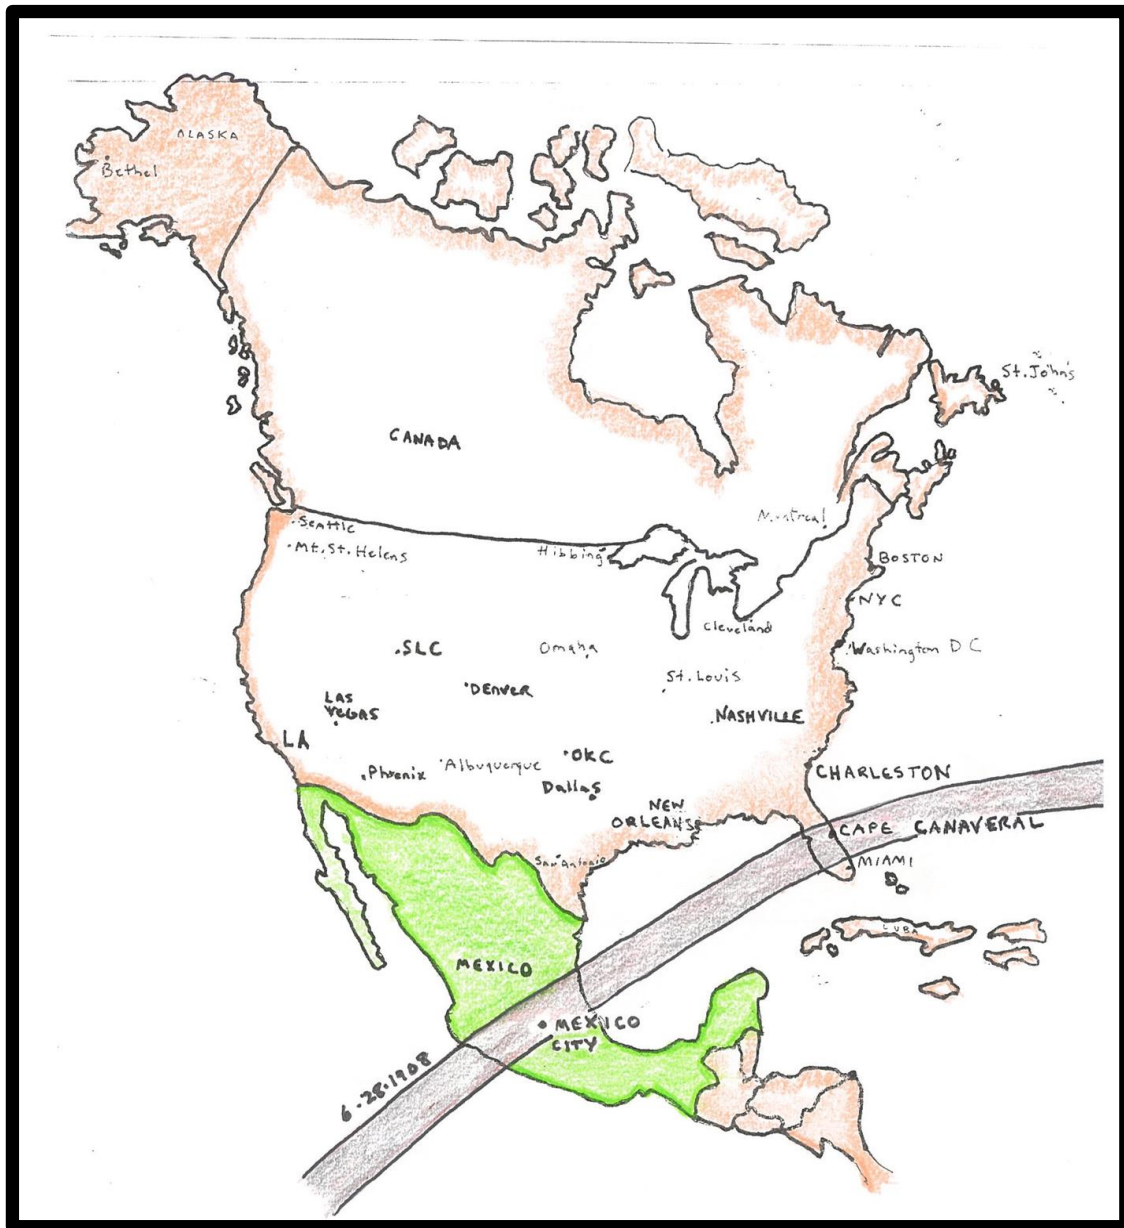 ALASKA
Bethel
St. John's
CANADA
Montreal
Seattle
Mt. St. Helens
Hibbing
BOSTON
NYC
Cleveland
SLC
Omaha
Washington DC
St. Louis
DENVER
LAS
VEGAS
NASHVILLE
LA
OKC
Albuquerque
Phoenix
CHARLESTON
Dallas
NEW
ORLEANS
CAPE CANAVERAL
San Antonio
MIAMI
CUBA
MEXICO
MEXICO
CITY
6-28-1908